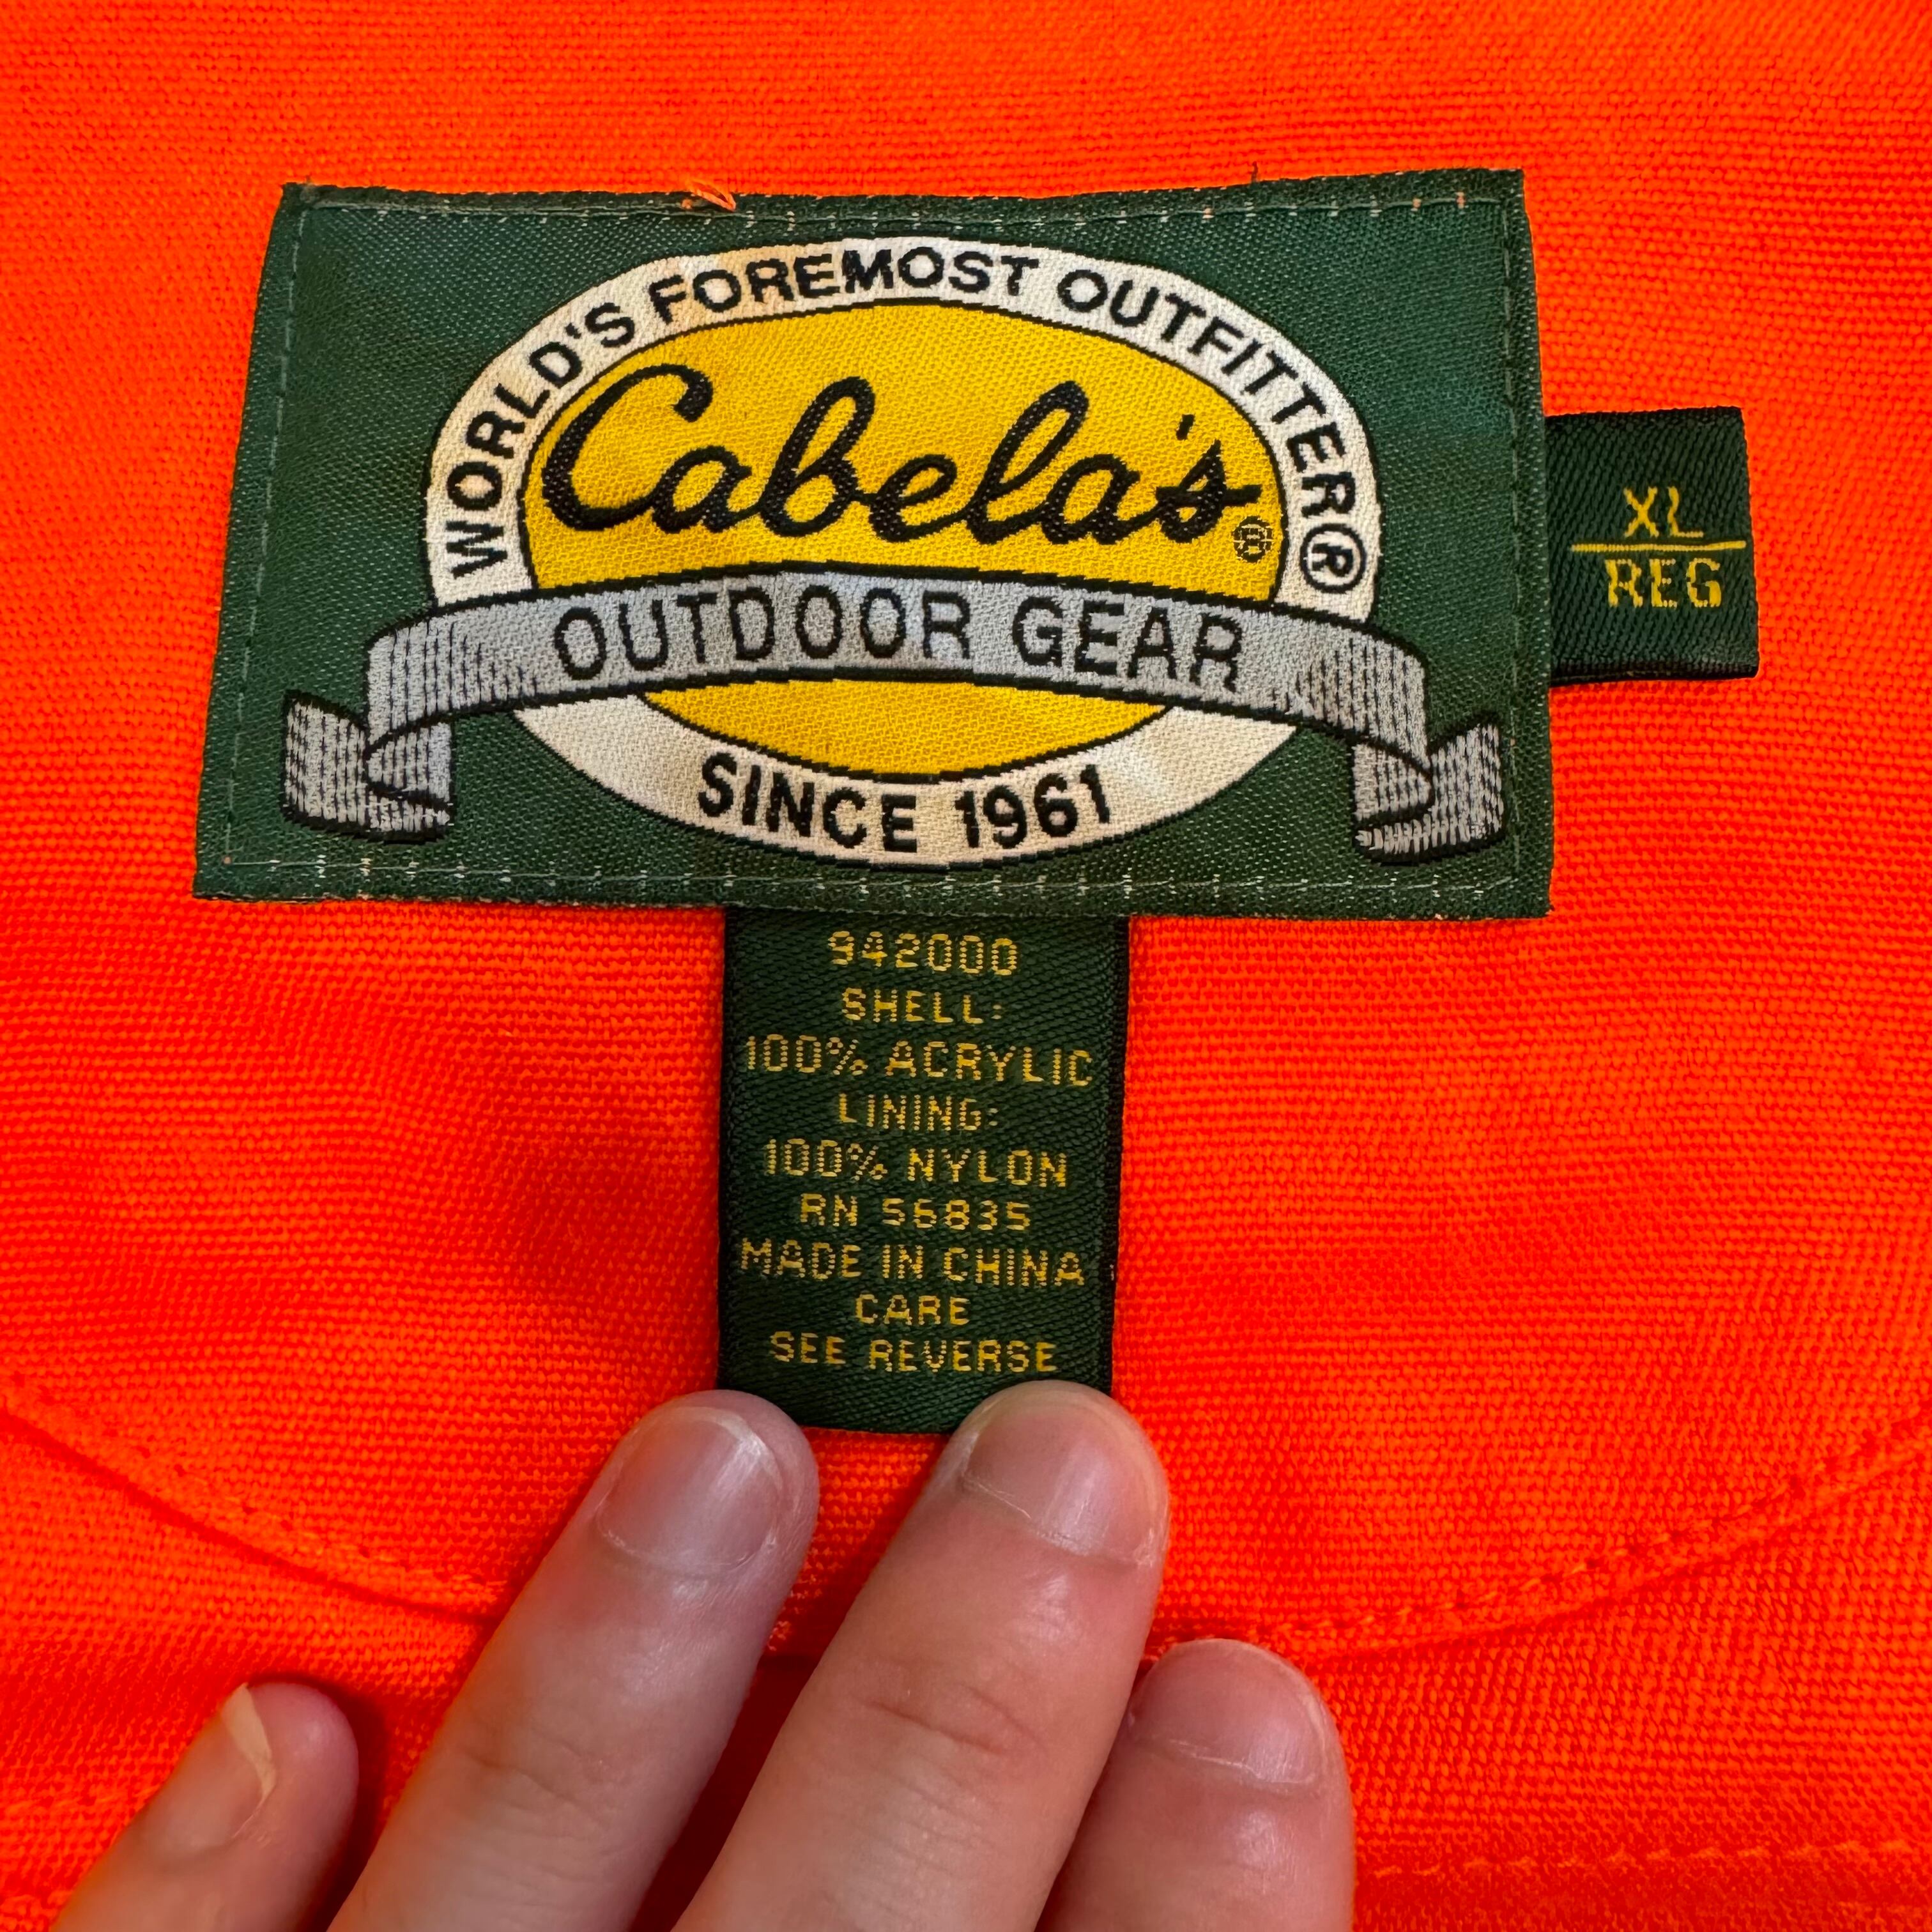 WORLD'S FOREMOST OUTFITTER®
Cabela's®
OUTDOOR GEAR
SINCE 1961
XL
REG
942000
SHELL:
100% ACRYLIC
LINING:
100% NYLON
RN 56835
MADE IN CHINA
CARE
SEE REVERSE